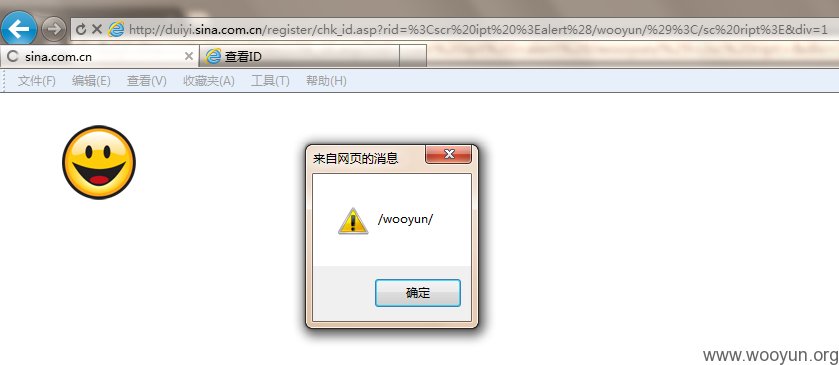 http://duiyi.sina.com.cn/register/chk_id.asp?rid=%3Cscr%20ipt%20%3Ealert%28/wooyun/%29%3C/sc%20ript%3E&div=1
sina.com.cn
查看ID
文件(F) 编辑(E) 查看(V) 收藏夹(A) 工具(T) 帮助(H)
来自网页的消息
/wooyun/
确定
www.wooyun.org